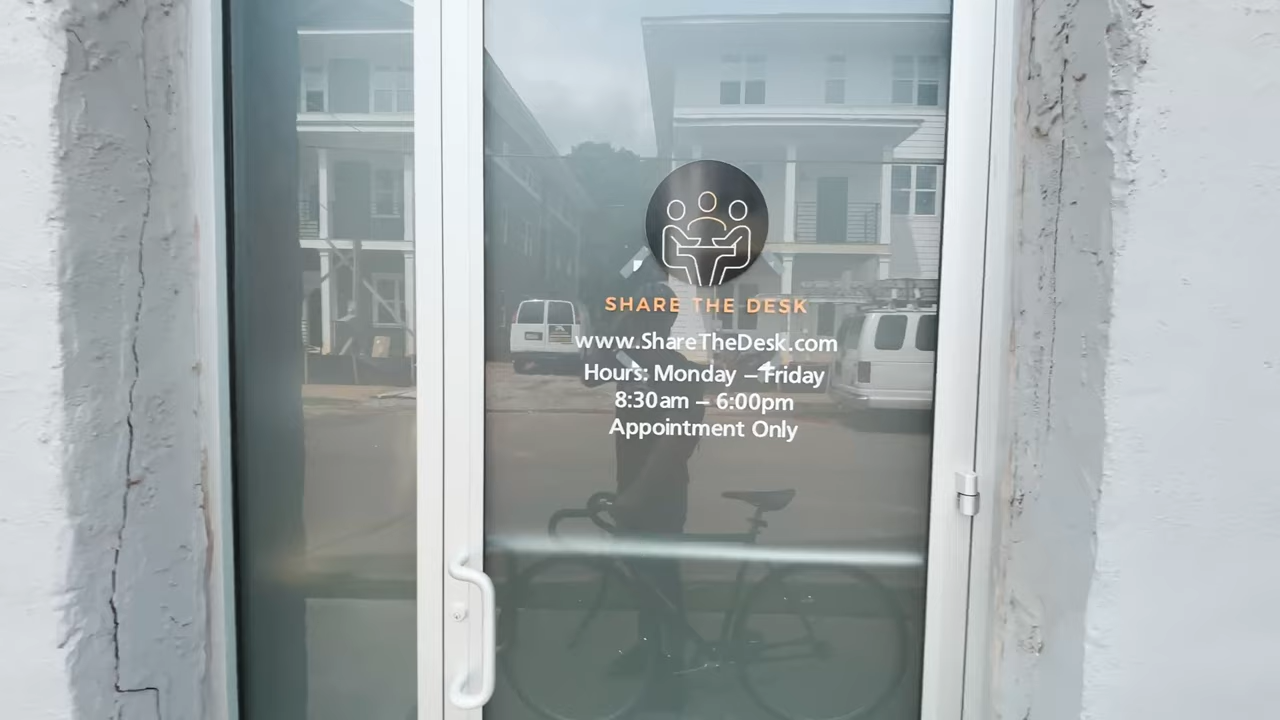 SHARE THE DESK
www.ShareTheDesk.com
Hours: Monday – Friday
8:30am – 6:00pm
Appointment Only